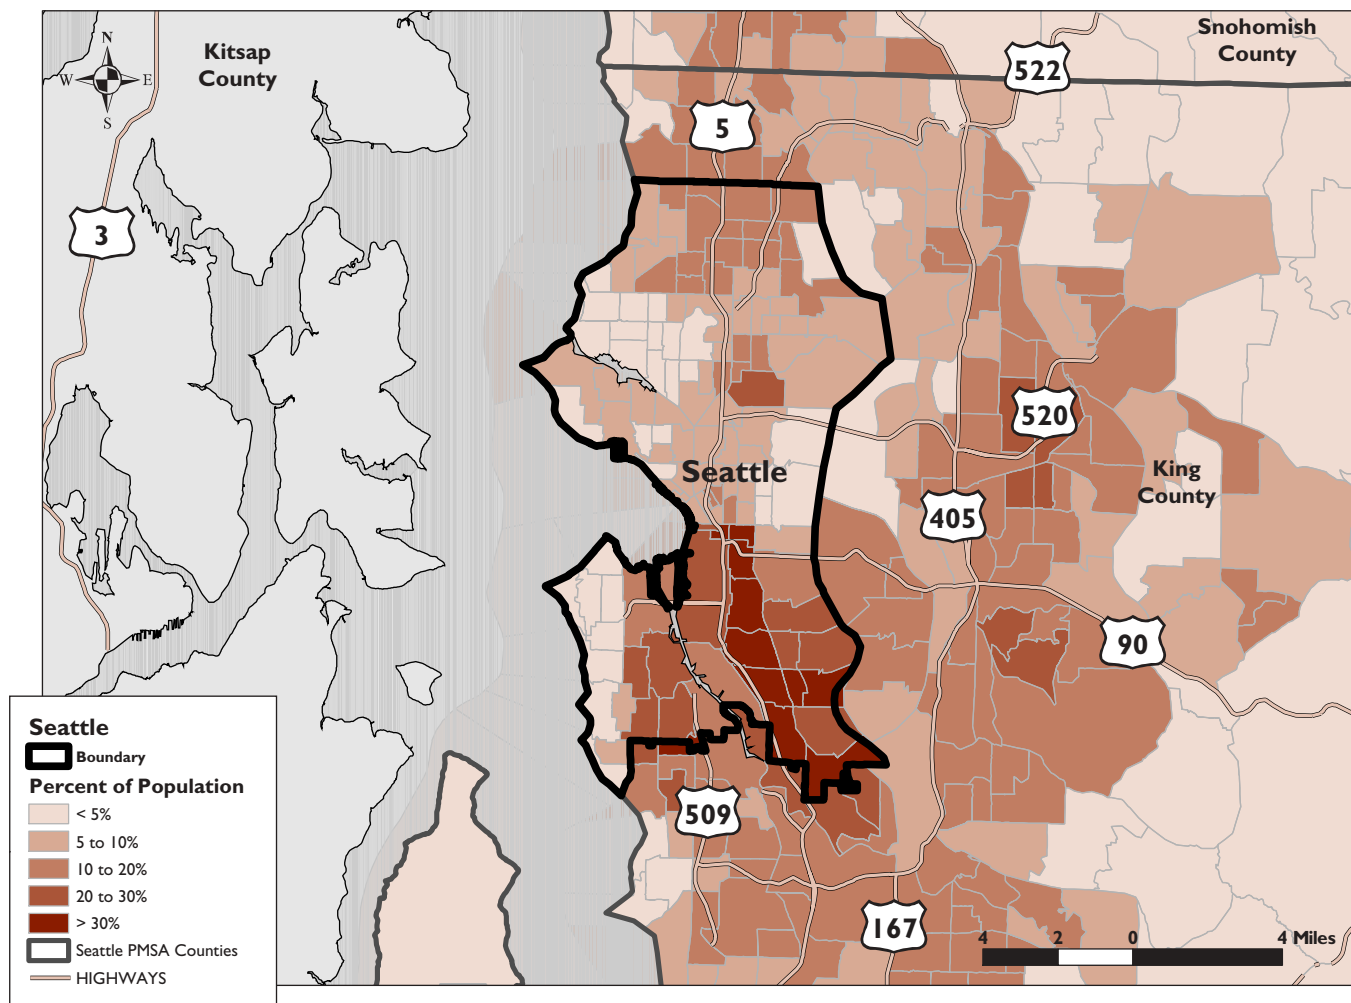 Kitsap
County
N
W
E
S
Snohomish
County
522
5
3
520
Seattle
King
County
405
90
509
167
Seattle
Boundary
Percent of Population
< 5%
5 to 10%
10 to 20%
20 to 30%
> 30%
Seattle PMSA Counties
HIGHWAYS
4 2 0 4 Miles